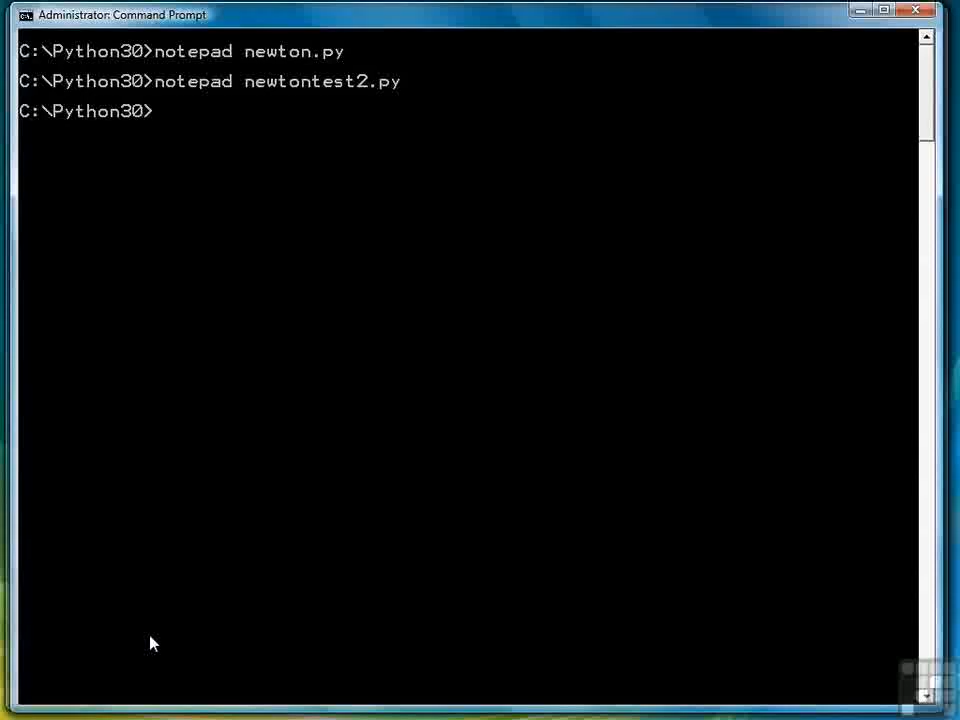 Administrator: Command Prompt
C:\Python30>notepad newton.py
C:\Python30>notepad newtontest2.py
C:\Python30>